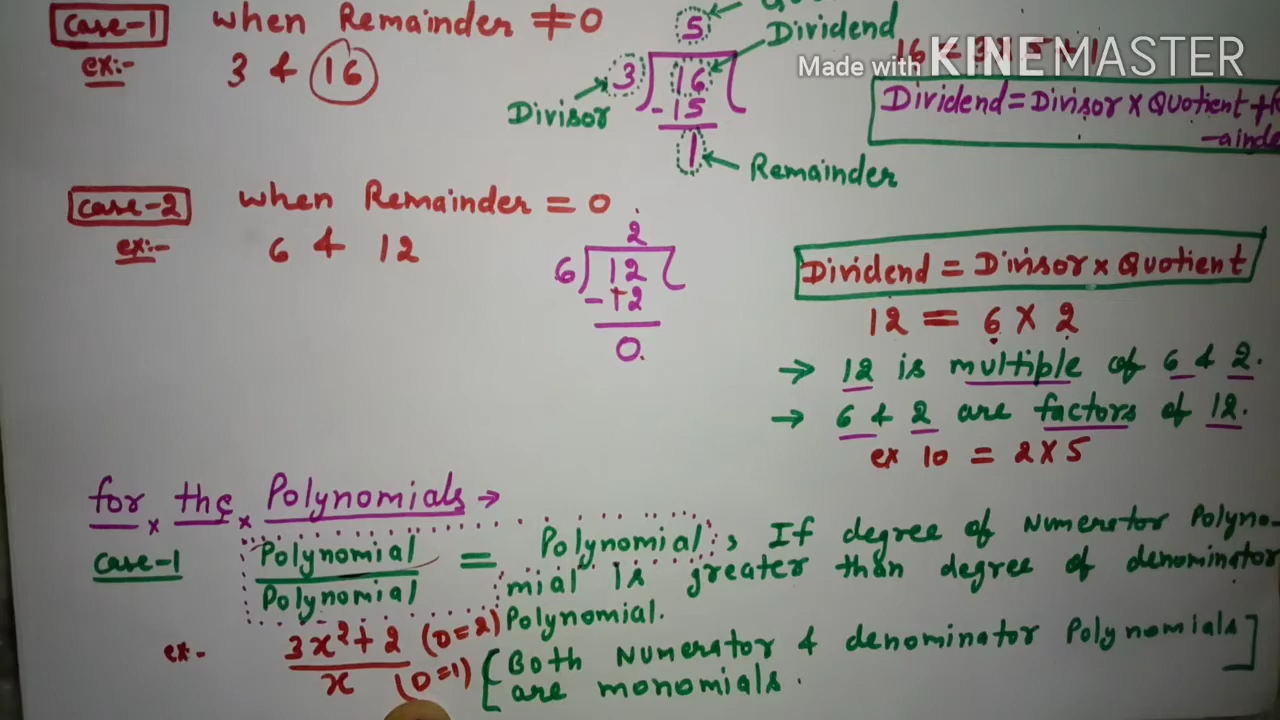 case-1 when Remainder ≠ 0
5
Dividend
ex:- 3 & 16
3 16
Made with KINEMASTER
Divisor
-15
Dividend = Divisor x Quotient +
-ainde
1
Remainder
case-2 when Remainder = 0
ex:- 6 & 12
2
6 12
-12
0
Dividend = Divisor x Quotient
12 = 6 x 2
→ 12 is multiple of 6 & 2.
→ 6 & 2 are factors of 12.
ex 10 = 2 x 5
for the Polynomials →
case-1 Polynomial / Polynomial = Polynomial, If degree of Numerator Polyno-
mial is greater than degree of denominator
Polynomial.
ex- 3x²+2 (D=2)
x (D=1)
[Both Numerator & denominator Polynomials
are monomials.]